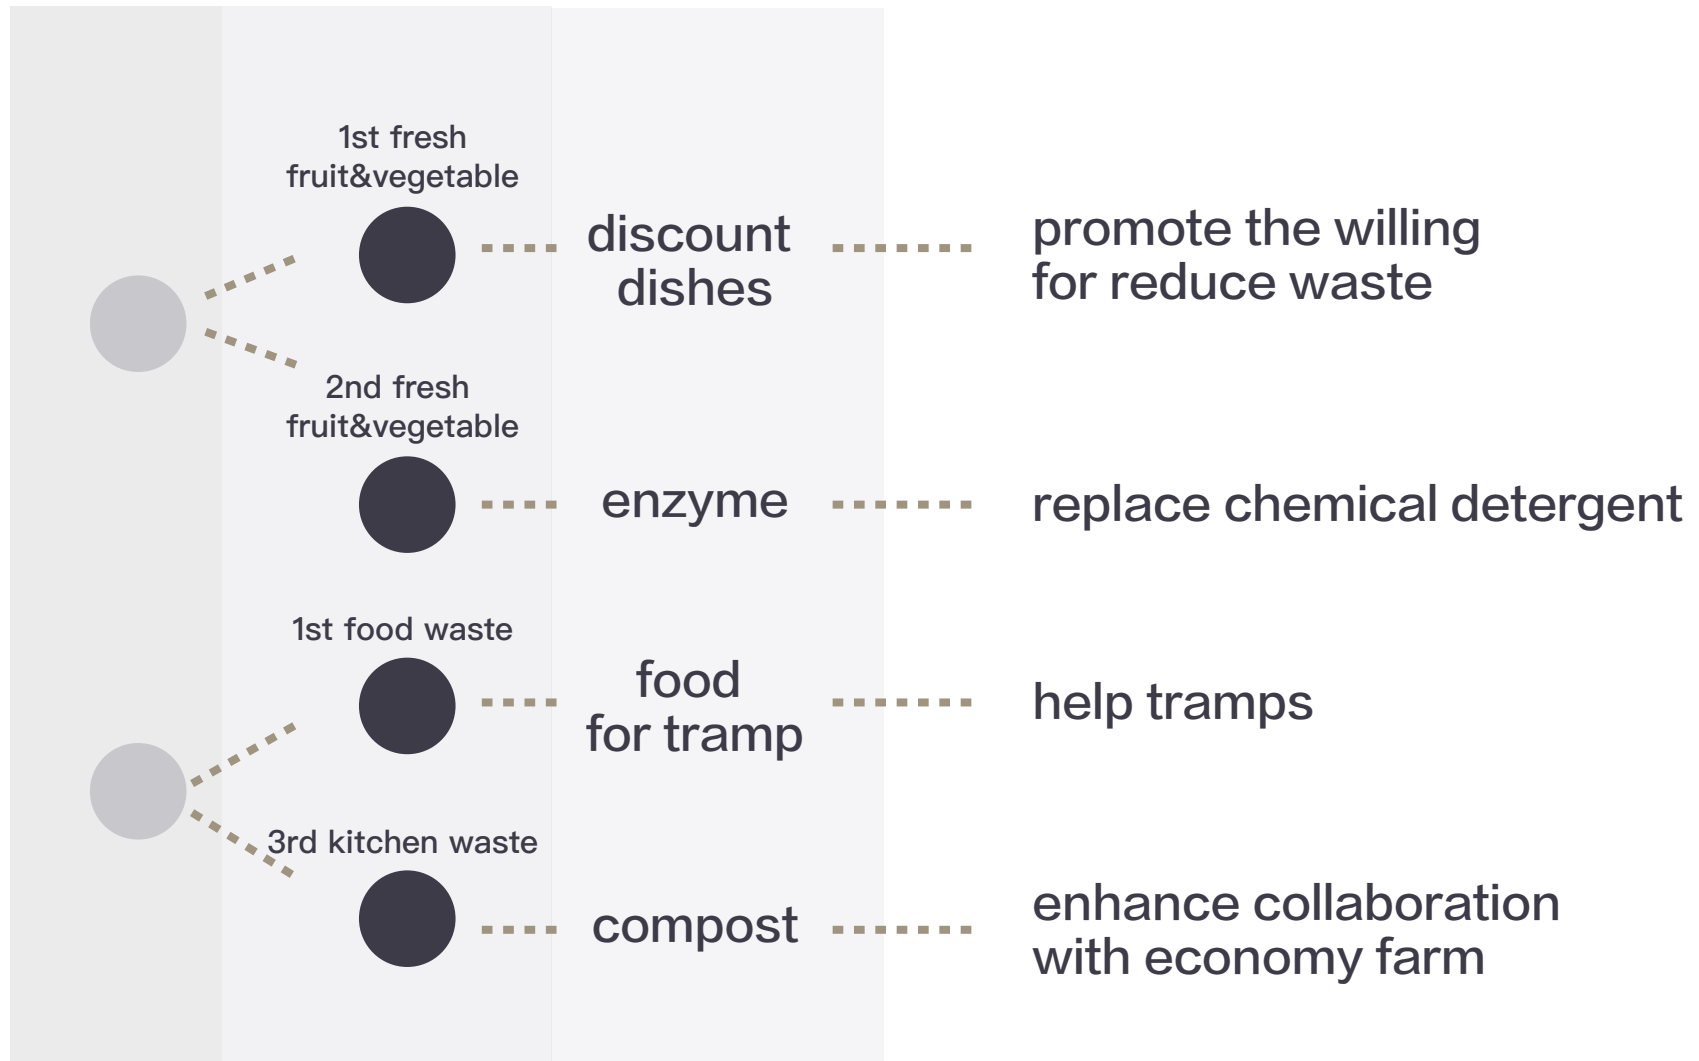 1st fresh
fruit&vegetable
discount
dishes
promote the willing
for reduce waste
2nd fresh
fruit&vegetable
enzyme
replace chemical detergent
1st food waste
food
for tramp
help tramps
3rd kitchen waste
compost
enhance collaboration
with economy farm